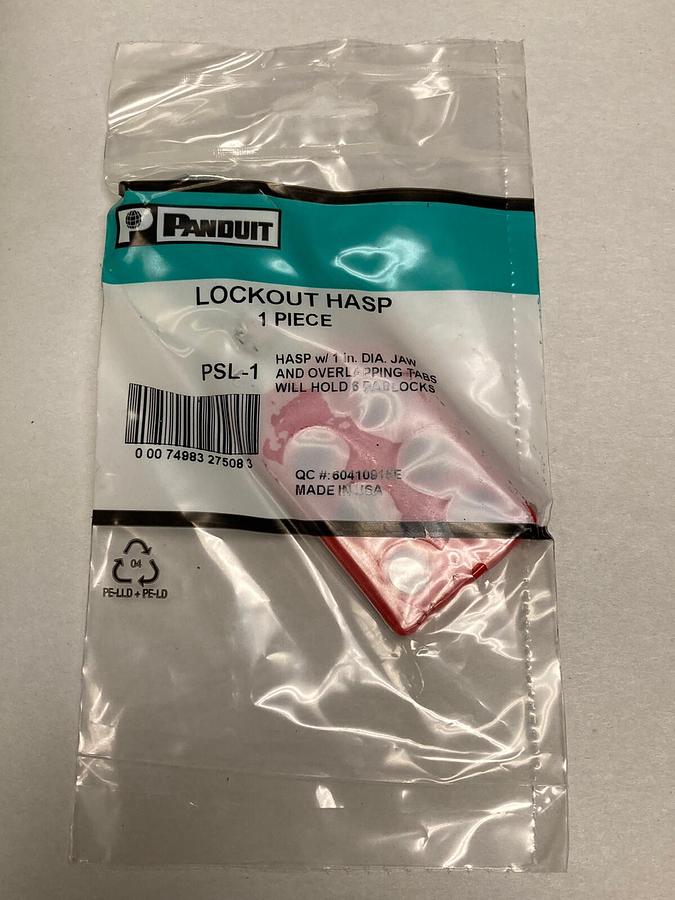 P PANDUIT
LOCKOUT HASP
1 PIECE
PSL-1
HASP w/ 1 in. DIA. JAW
AND OVERLAPPING TABS
WILL HOLD 6 PADLOCKS
0 00 74983 27508 3
QC #:
MADE IN USA
04
PE-LLD + PE-LD